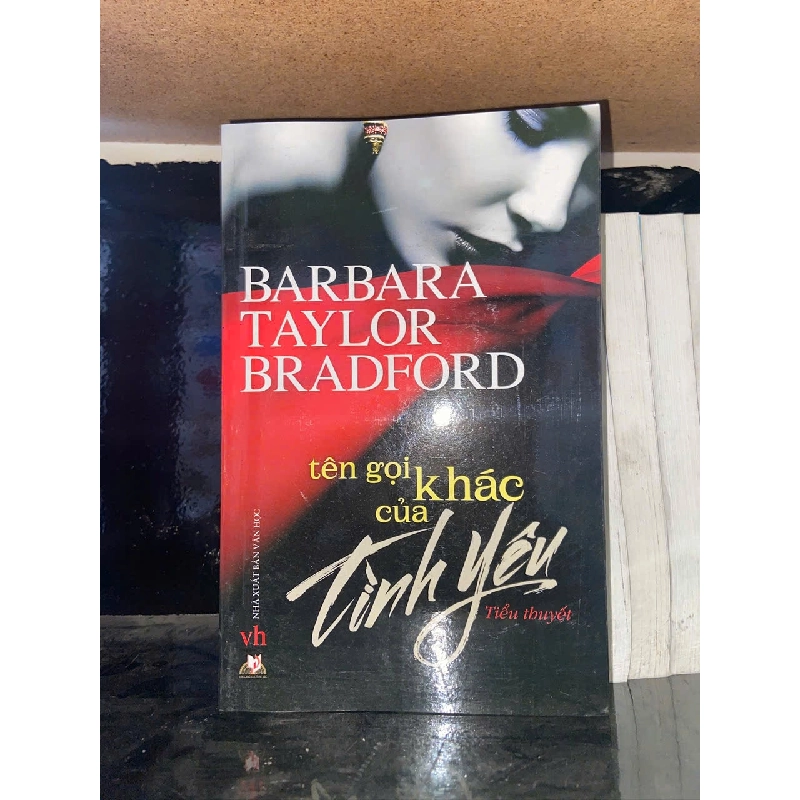 BARBARA
TAYLOR
BRADFORD
tên gọi
khác
của
Tình yêu
Tiểu thuyết
NHÀ XUẤT BẢN VĂN HỌC
vh